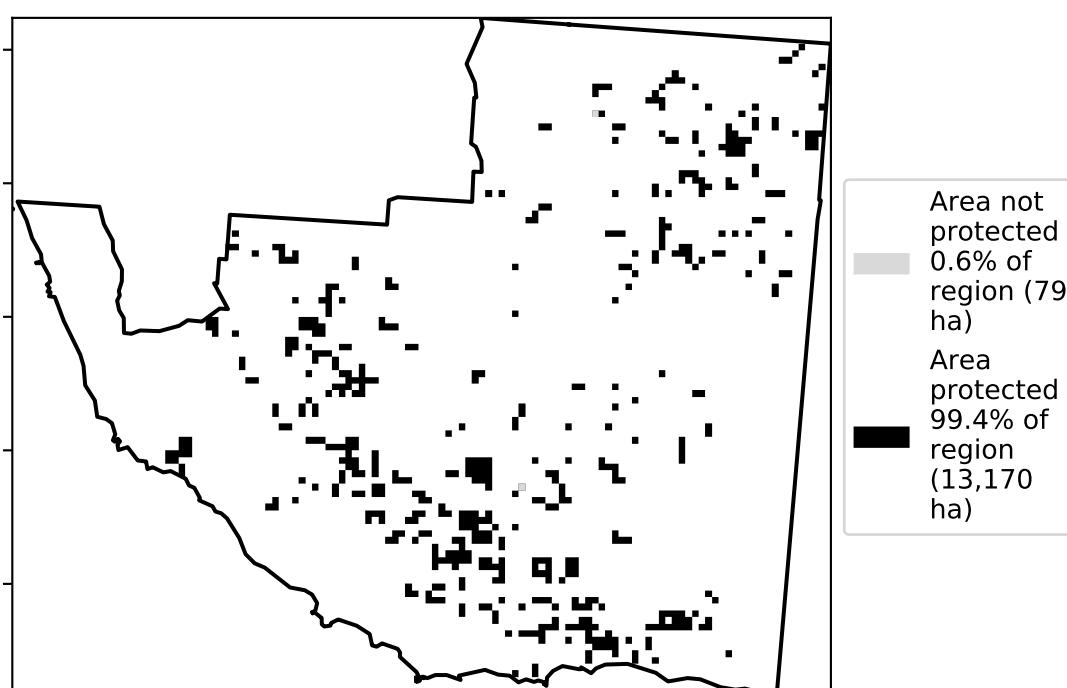 Area not
protected
0.6% of
region (79
ha)
Area
protected
99.4% of
region
(13,170
ha)